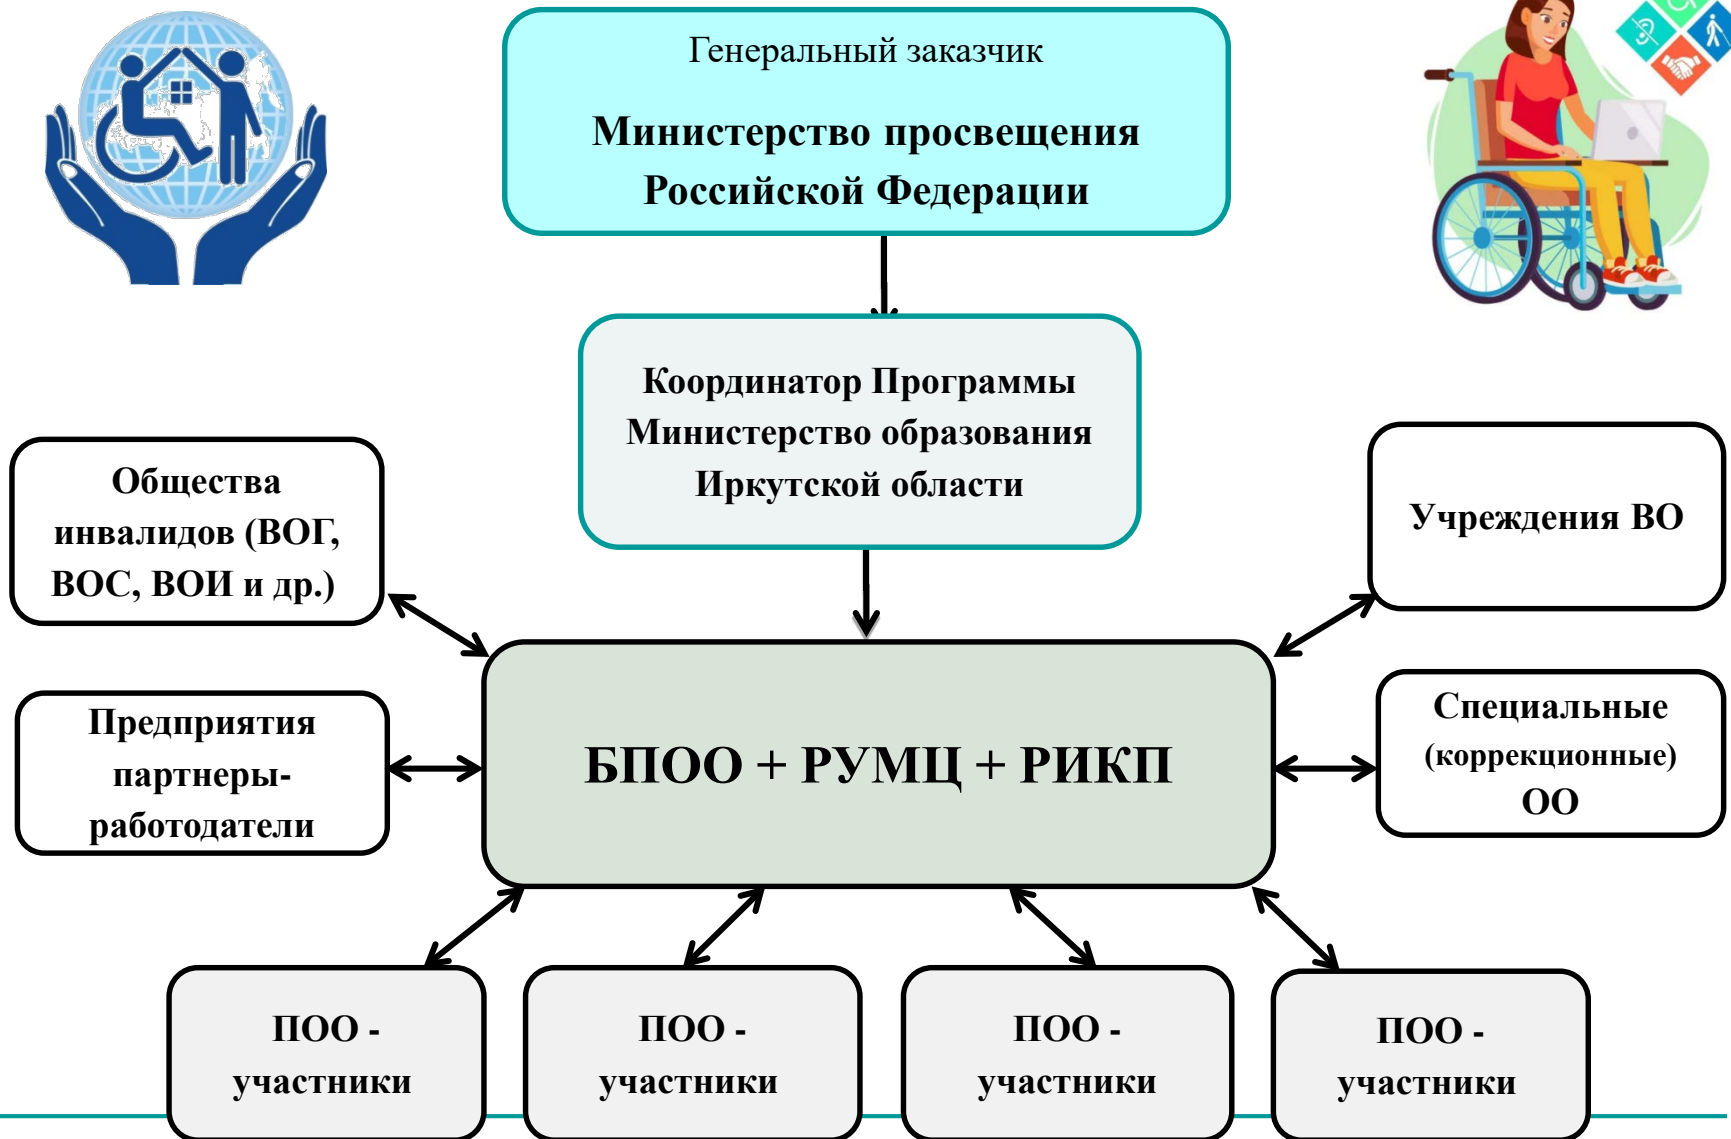 Генеральный заказчик
Министерство просвещения
Российской Федерации
Координатор Программы
Министерство образования
Иркутской области
Общества
инвалидов (ВОГ,
ВОС, ВОИ и др.)
Учреждения ВО
Предприятия
партнеры-
работодатели
БПОО + РУМЦ + РИКП
Специальные
(коррекционные)
ОО
ПОО -
участники
ПОО -
участники
ПОО -
участники
ПОО -
участники